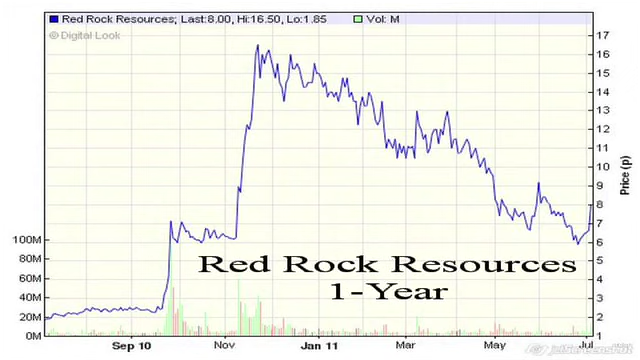 Red Rock Resources; Last:8.00, Hi:16.50, Lo:1.85 Vol: M
© Digital Look
17
16
15
14
13
12
11
10
9
8
7
6
5
4
3
2
1
Price (p)
100M
80M
60M
40M
20M
0M
Red Rock Resources
1-Year
Sep 10 Nov Jan 11 Mar May Jul